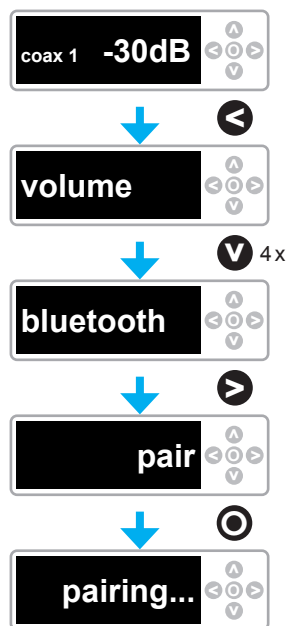 coax 1 -30dB
volume
4 x
bluetooth
pair
pairing...